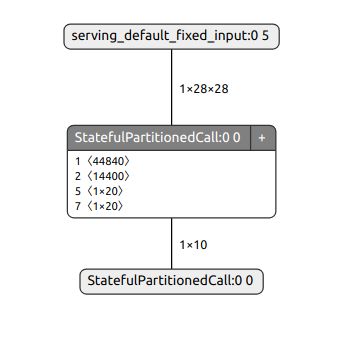 serving_default_fixed_input:0 5
1×28×28
StatefulPartitionedCall:0 0 +
1 〈44840〉
2 〈14400〉
5 〈1×20〉
7 〈1×20〉
1×10
StatefulPartitionedCall:0 0